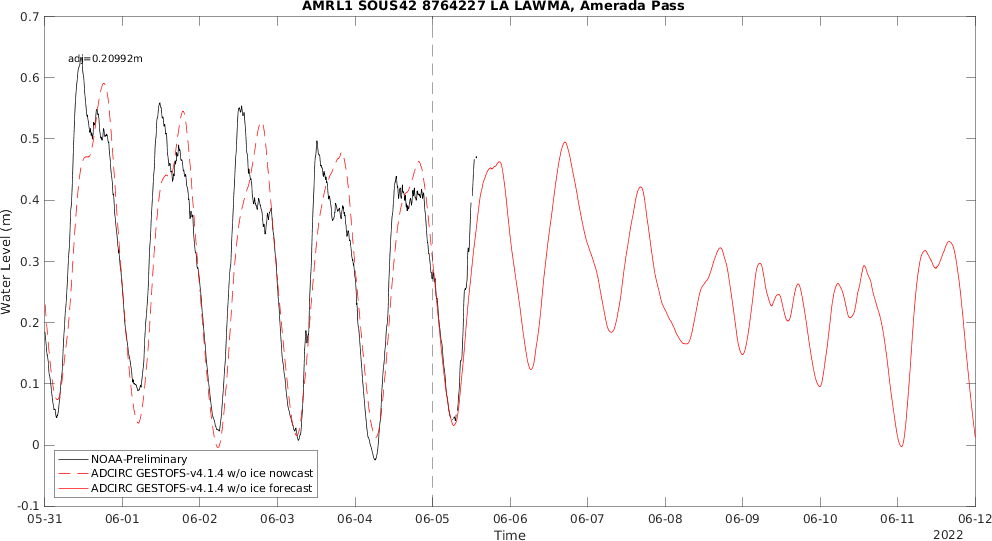 AMRL1 SOUS42 8764227 LA LAWMA, Amerada Pass
adj=0.20992m
0.7
0.6
0.5
0.4
0.3
0.2
0.1
0
-0.1
Water Level (m)
NOAA-Preliminary
ADCIRC GESTOFS-v4.1.4 w/o ice nowcast
ADCIRC GESTOFS-v4.1.4 w/o ice forecast
05-31 06-01 06-02 06-03 06-04 06-05 06-06 06-07 06-08 06-09 06-10 06-11 06-12
Time
2022